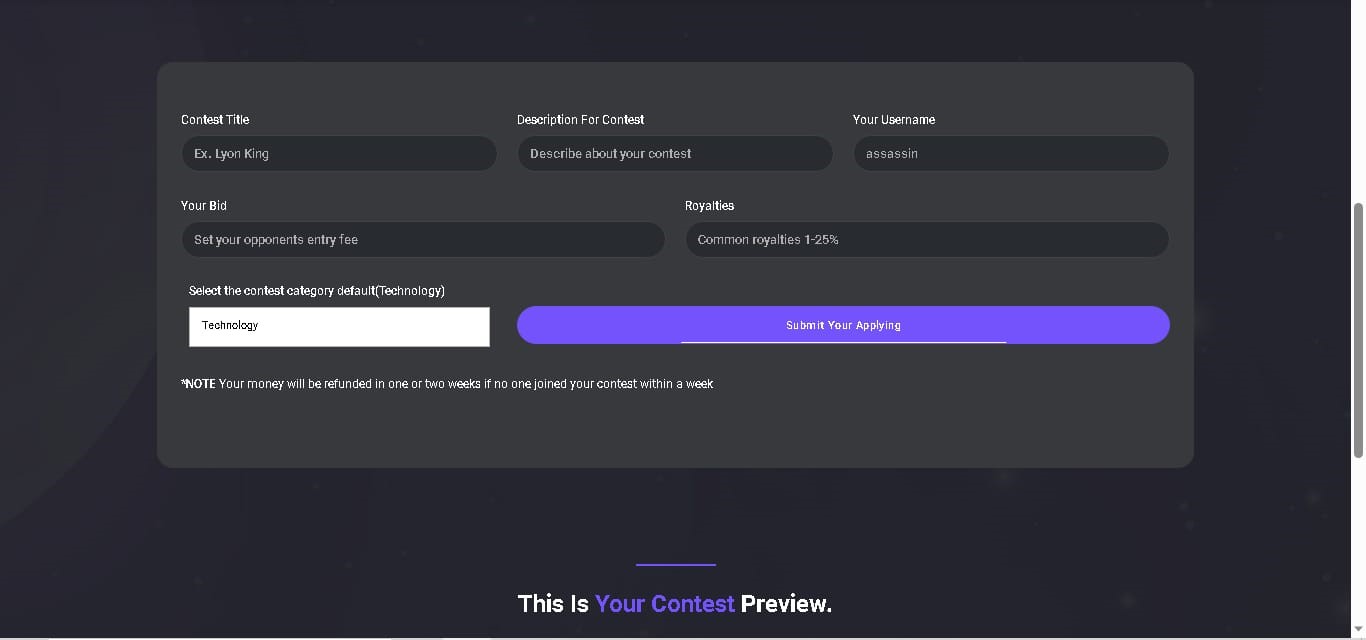 Contest Title
Description For Contest
Your Username
Ex. Lyon King
Describe about your contest
assassin
Your Bid
Royalties
Set your opponents entry fee
Common royalties 1-25%
Select the contest category default(Technology)
Technology
Submit Your Applying
*NOTE Your money will be refunded in one or two weeks if no one joined your contest within a week
This Is Your Contest Preview.